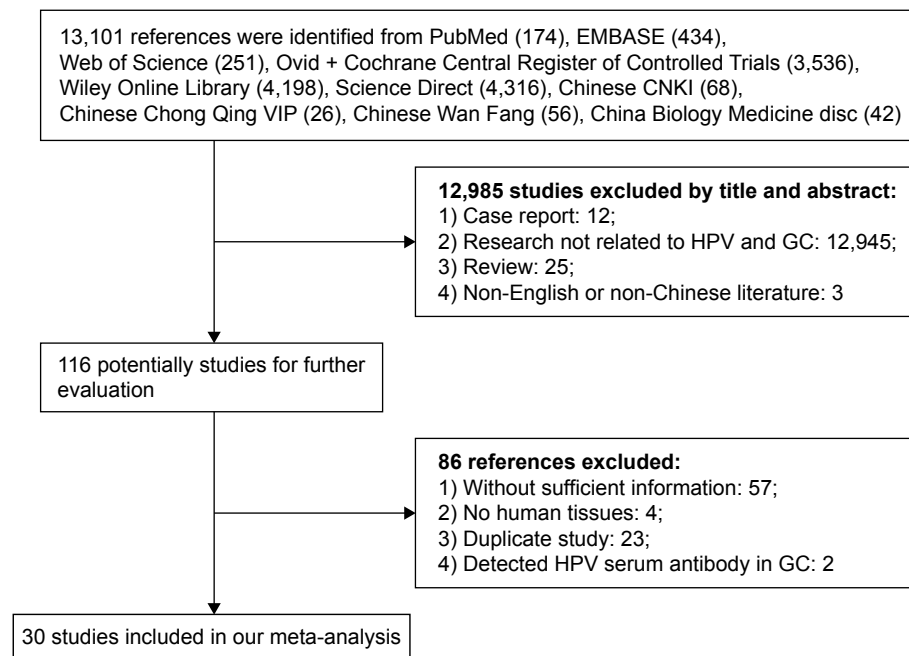 13,101 references were identified from PubMed (174), EMBASE (434),
Web of Science (251), Ovid + Cochrane Central Register of Controlled Trials (3,536),
Wiley Online Library (4,198), Science Direct (4,316), Chinese CNKI (68),
Chinese Chong Qing VIP (26), Chinese Wan Fang (56), China Biology Medicine disc (42)
12,985 studies excluded by title and abstract:
1) Case report: 12;
2) Research not related to HPV and GC: 12,945;
3) Review: 25;
4) Non-English or non-Chinese literature: 3
116 potentially studies for further
evaluation
86 references excluded:
1) Without sufficient information: 57;
2) No human tissues: 4;
3) Duplicate study: 23;
4) Detected HPV serum antibody in GC: 2
30 studies included in our meta-analysis